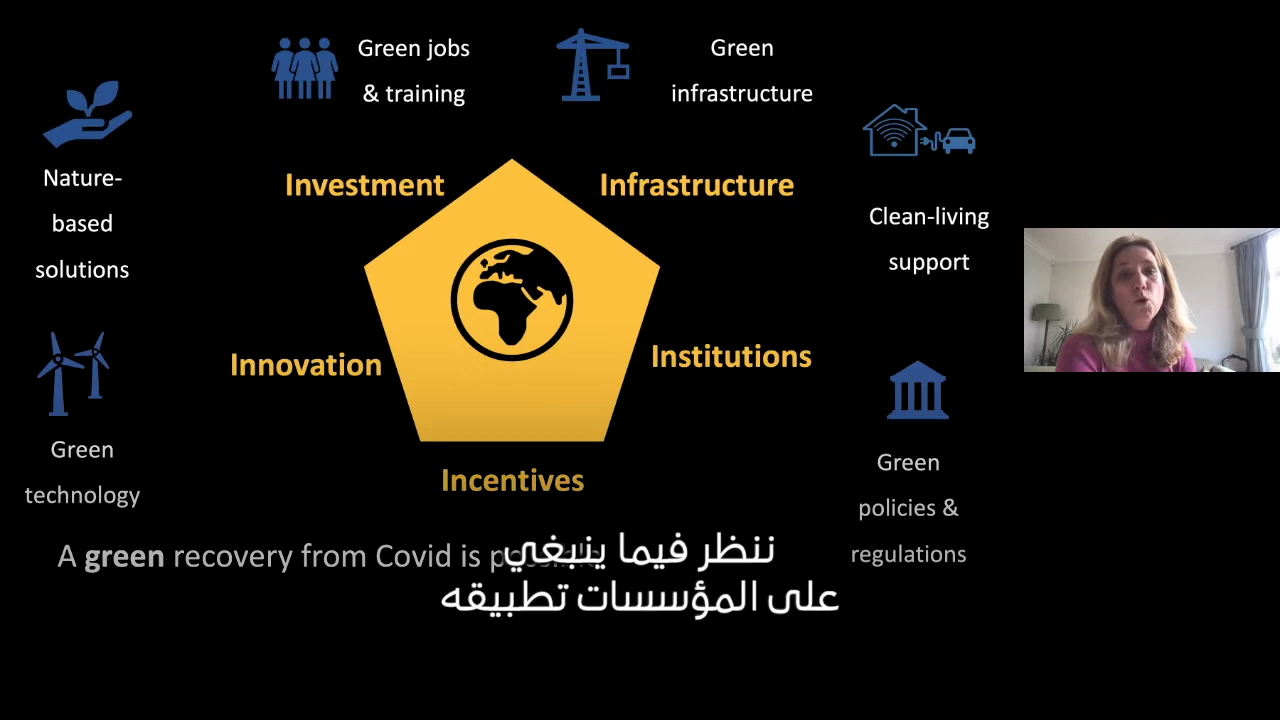 Green jobs
& training
Green
infrastructure
Nature-
based
solutions
Investment
Infrastructure
Clean-living
support
Innovation
Institutions
Green
technology
Incentives
Green
policies &
regulations
A green recovery from Covid is
ننظر فيما ينبغي
على المؤسسات تطبيقه